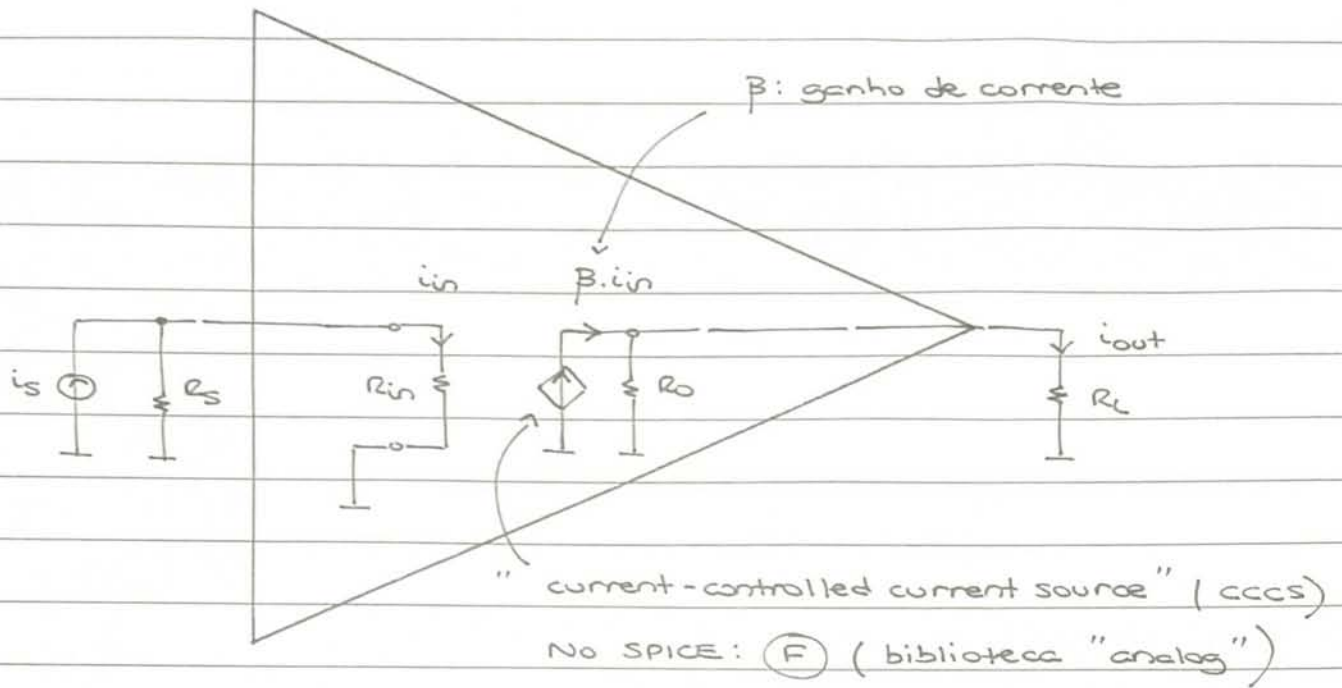 β: ganho de corrente
iin
β.iin
is
Rs
Rin
Ro
iout
RL
"current-controlled current source" (CCCS)
NO SPICE: F (biblioteca "analog")